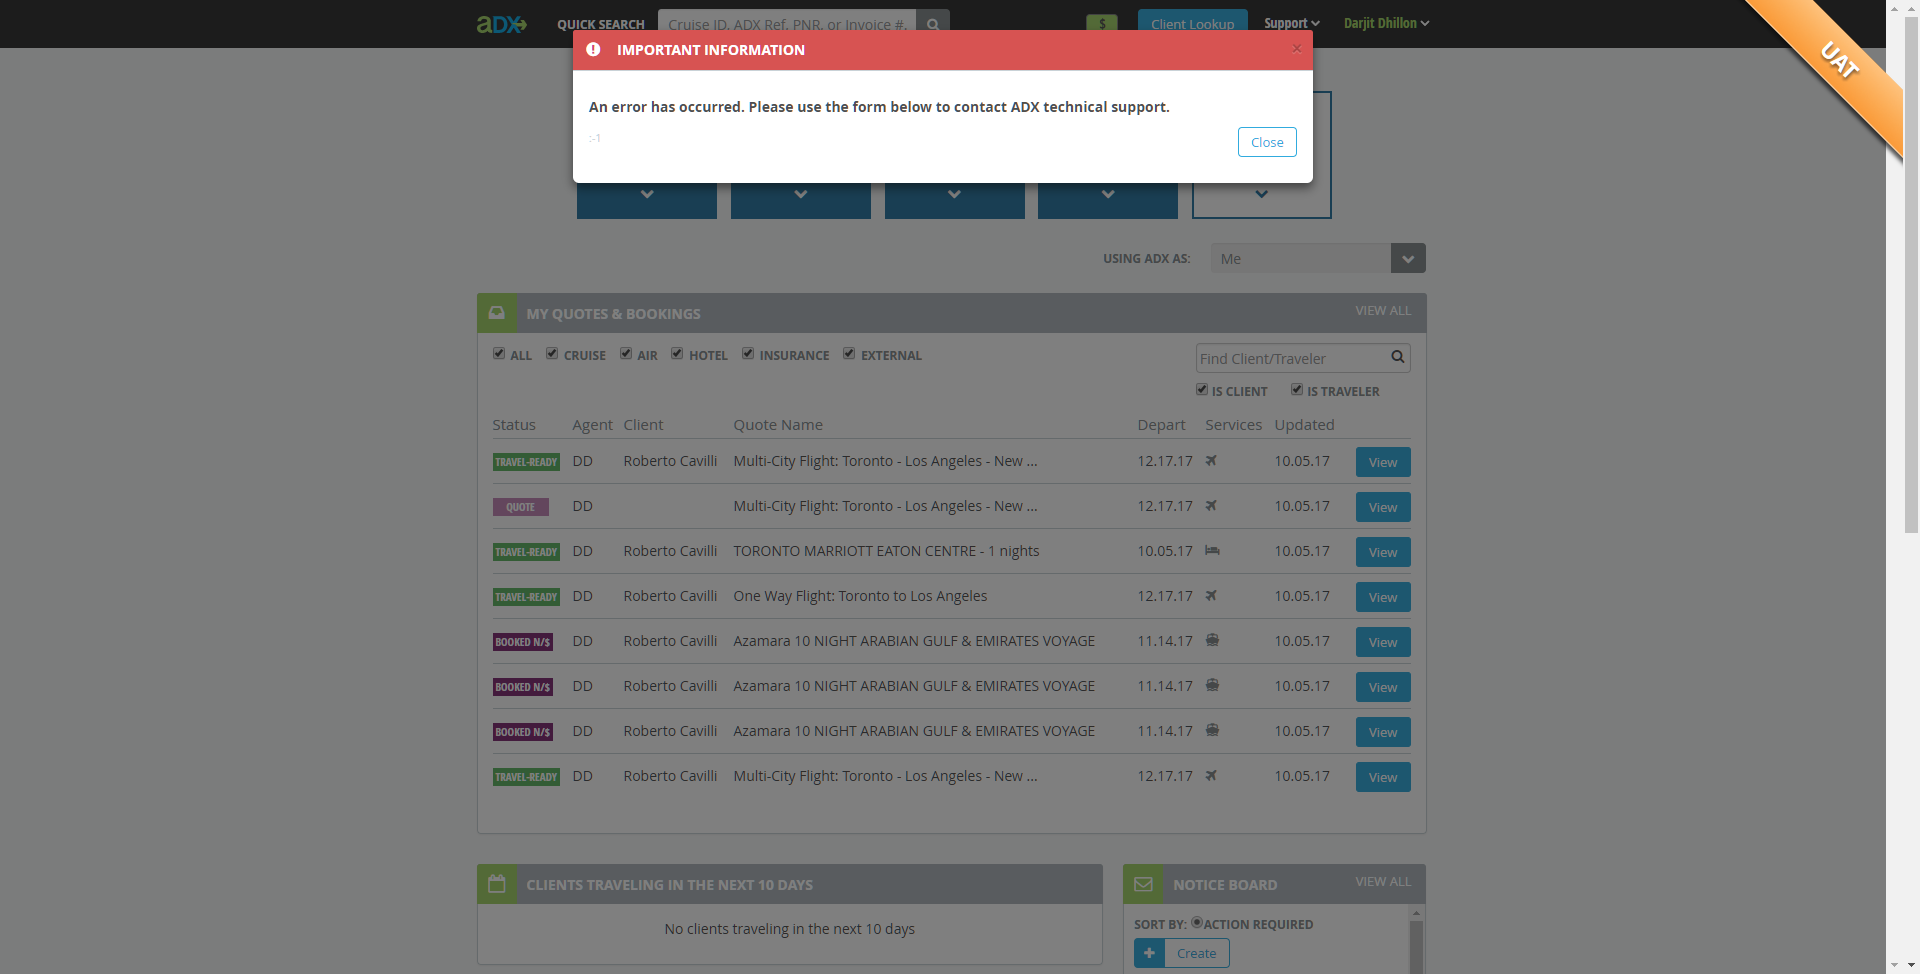 ADX
QUICK SEARCH
Cruise ID, ADX Ref, PNR, or Invoice #.
$
Client Lookup
Support
Darjit Dhillon
UAT
IMPORTANT INFORMATION
×
An error has occurred. Please use the form below to contact ADX technical support.
:-1
Close
USING ADX AS:
Me
MY QUOTES & BOOKINGS
VIEW ALL
ALL CRUISE AIR HOTEL INSURANCE EXTERNAL
Find Client/Traveler
IS CLIENT IS TRAVELER
Status Agent Client Quote Name Depart Services Updated
TRAVEL-READY DD Roberto Cavilli Multi-City Flight: Toronto - Los Angeles - New ... 12.17.17 10.05.17 View
QUOTE DD Multi-City Flight: Toronto - Los Angeles - New ... 12.17.17 10.05.17 View
TRAVEL-READY DD Roberto Cavilli TORONTO MARRIOTT EATON CENTRE - 1 nights 10.05.17 10.05.17 View
TRAVEL-READY DD Roberto Cavilli One Way Flight: Toronto to Los Angeles 12.17.17 10.05.17 View
BOOKED N/$ DD Roberto Cavilli Azamara 10 NIGHT ARABIAN GULF & EMIRATES VOYAGE 11.14.17 10.05.17 View
BOOKED N/$ DD Roberto Cavilli Azamara 10 NIGHT ARABIAN GULF & EMIRATES VOYAGE 11.14.17 10.05.17 View
BOOKED N/$ DD Roberto Cavilli Azamara 10 NIGHT ARABIAN GULF & EMIRATES VOYAGE 11.14.17 10.05.17 View
TRAVEL-READY DD Roberto Cavilli Multi-City Flight: Toronto - Los Angeles - New ... 12.17.17 10.05.17 View
CLIENTS TRAVELING IN THE NEXT 10 DAYS
No clients traveling in the next 10 days
NOTICE BOARD
VIEW ALL
SORT BY: ACTION REQUIRED
+ Create